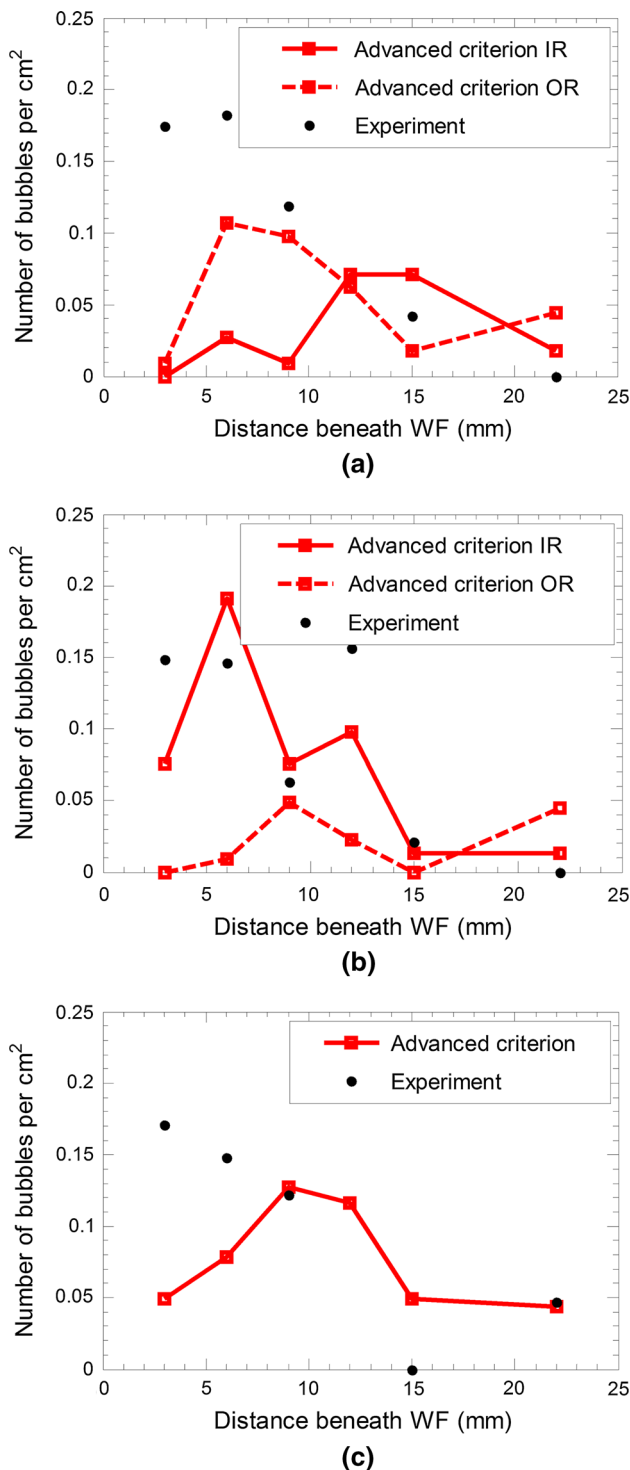 0.25
0.2
0.15
0.1
0.05
0
Number of bubbles per cm²
Advanced criterion IR
Advanced criterion OR
Experiment
0 5 10 15 20 25
Distance beneath WF (mm)
(a)
0.25
0.2
0.15
0.1
0.05
0
Number of bubbles per cm²
Advanced criterion IR
Advanced criterion OR
Experiment
0 5 10 15 20 25
Distance beneath WF (mm)
(b)
0.25
0.2
0.15
0.1
0.05
0
Number of bubbles per cm²
Advanced criterion
Experiment
0 5 10 15 20 25
Distance beneath WF (mm)
(c)